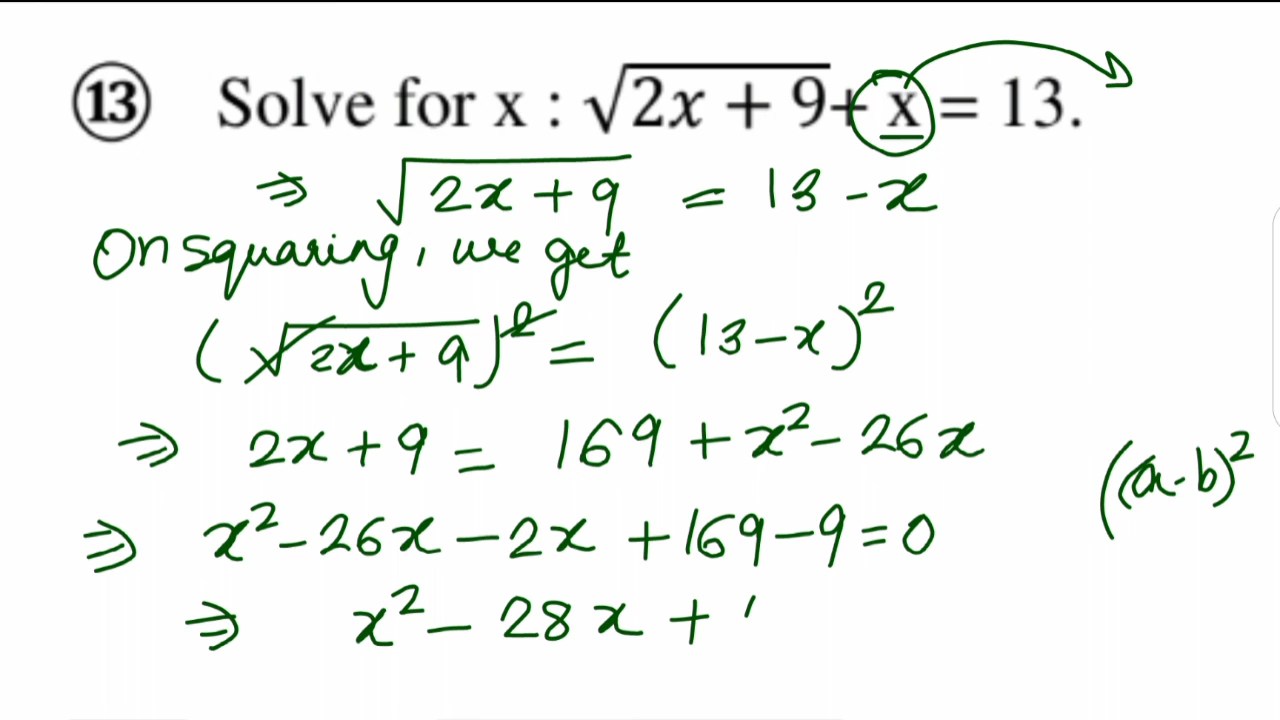 ⑬ Solve for x : √2x + 9 + x = 13.
⇒ √2x + 9 = 13 - x
On squaring, we get
(√2x + 9)² = (13 - x)²
⇒ 2x + 9 = 169 + x² - 26x
(a - b)²
⇒ x² - 26x - 2x + 169 - 9 = 0
⇒ x² - 28x +